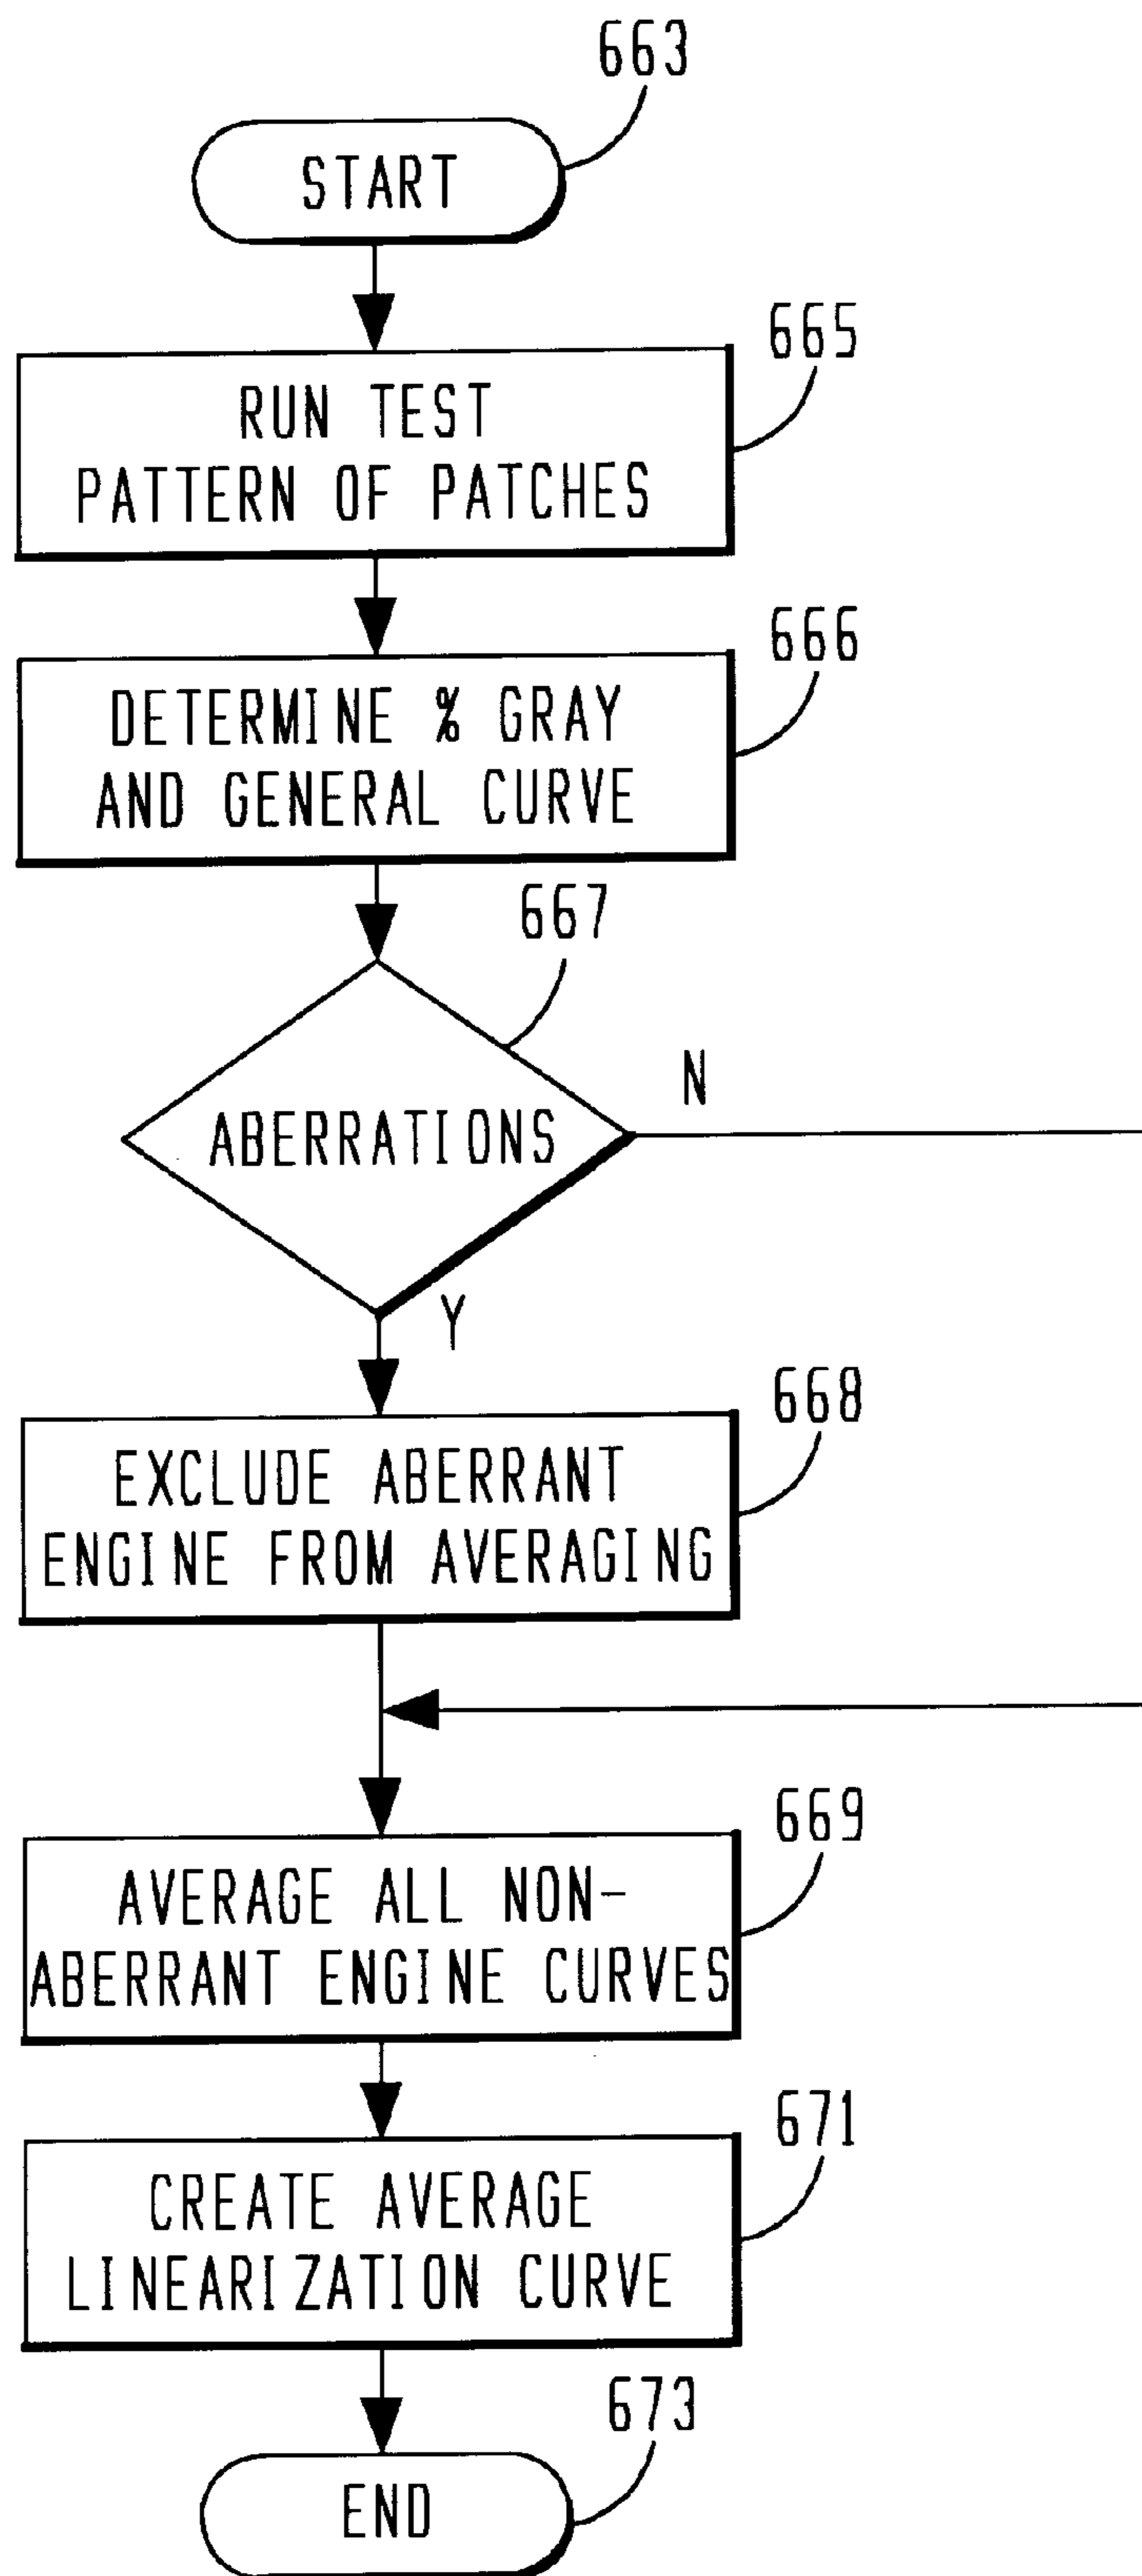 663
START
665
RUN TEST
PATTERN OF PATCHES
666
DETERMINE % GRAY
AND GENERAL CURVE
667
ABERRATIONS
N
Y
668
EXCLUDE ABERRANT
ENGINE FROM AVERAGING
669
AVERAGE ALL NON-
ABERRANT ENGINE CURVES
671
CREATE AVERAGE
LINEARIZATION CURVE
673
END